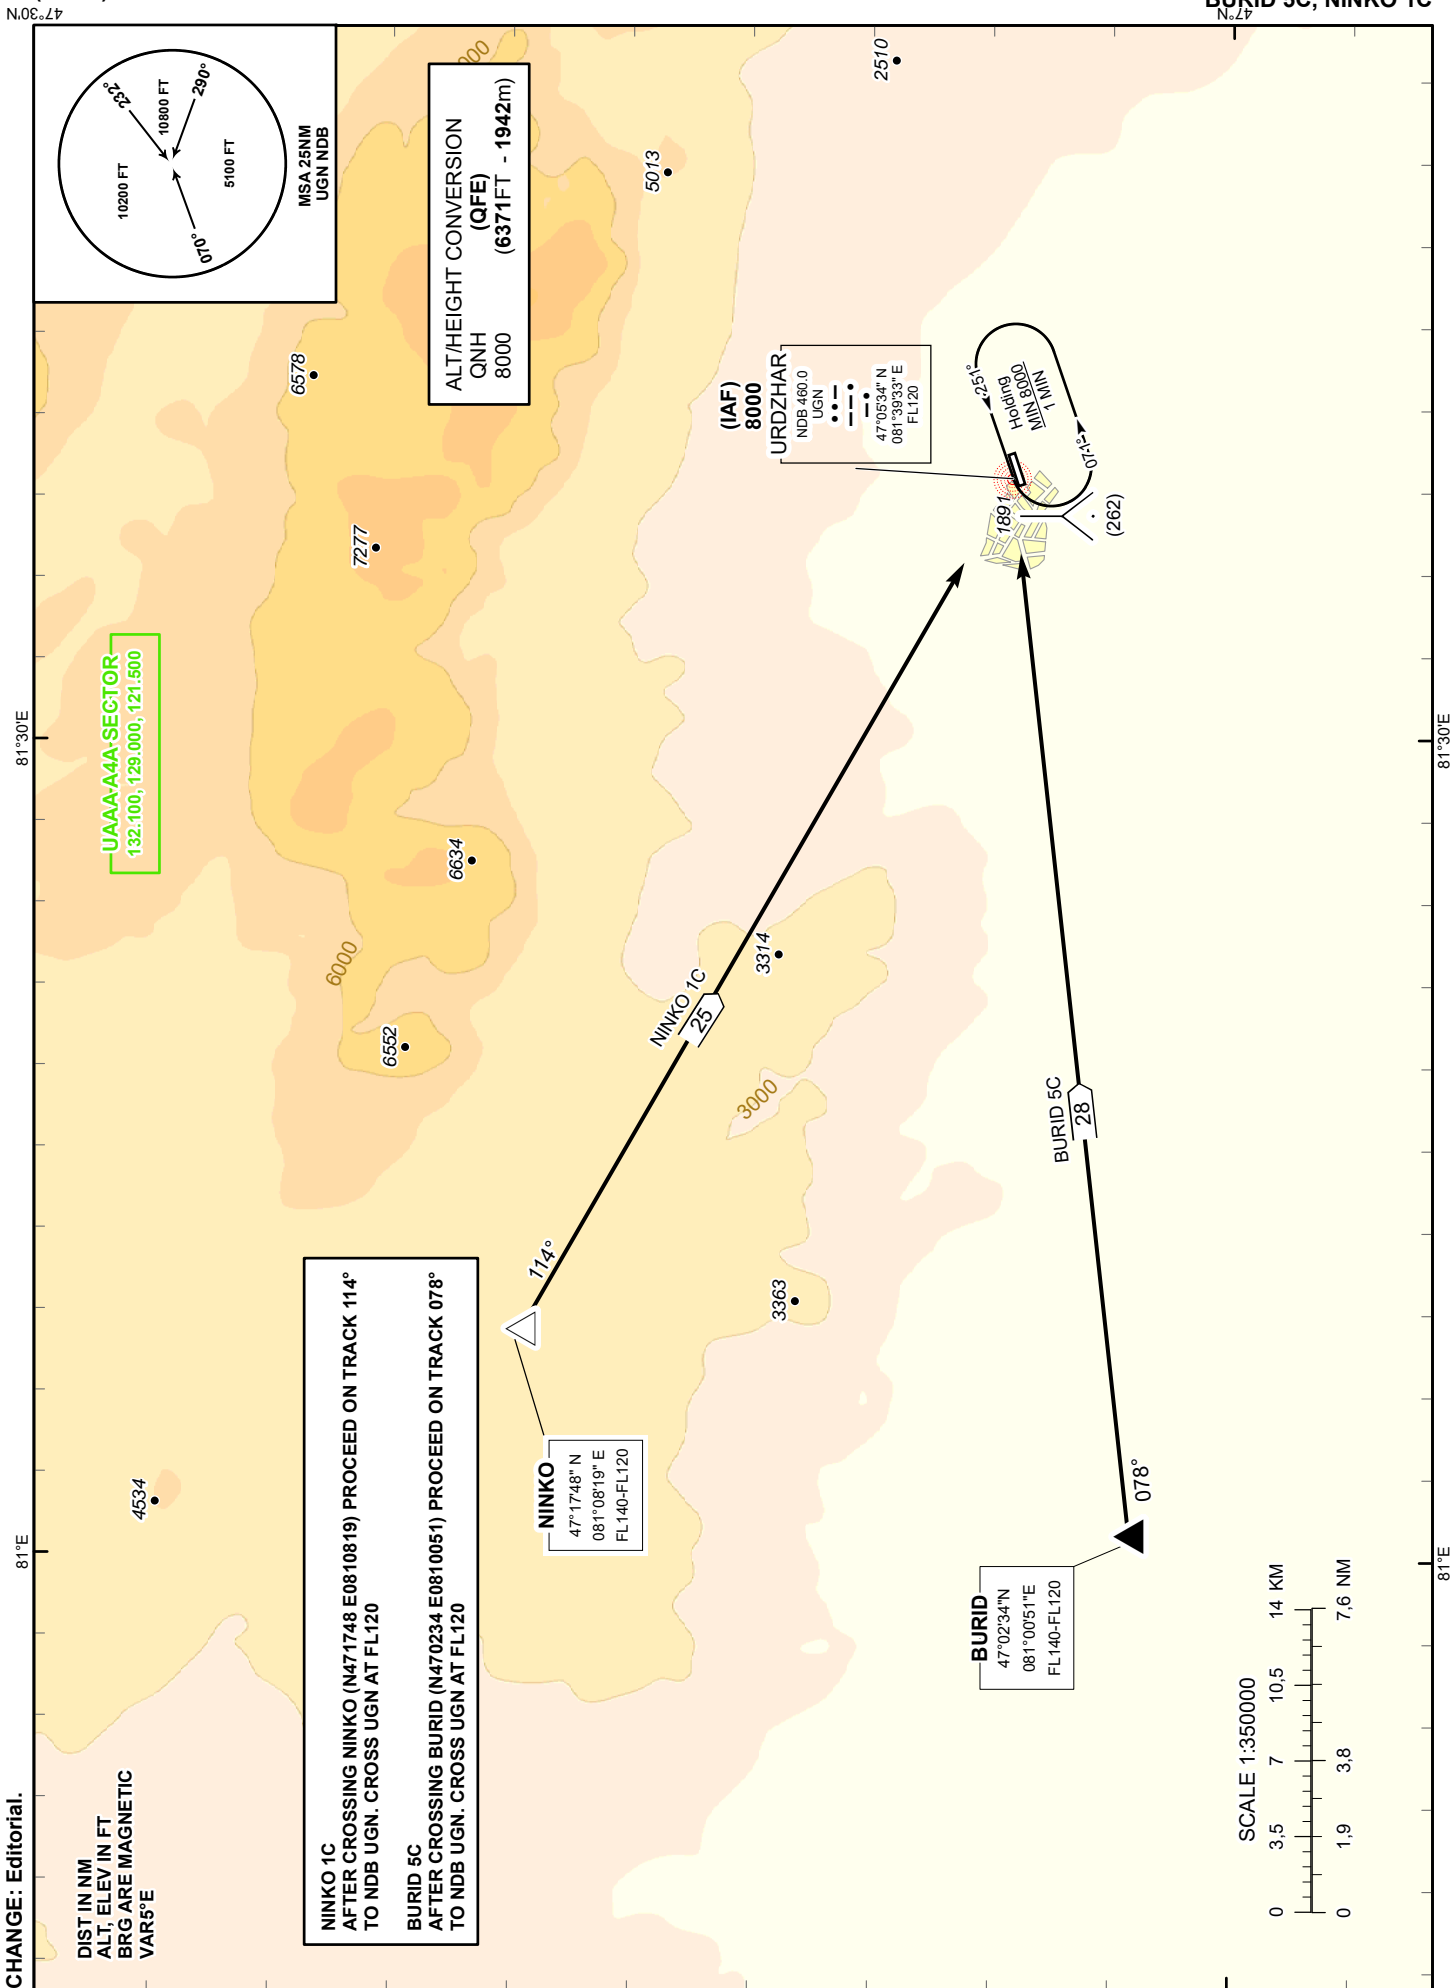 CHANGE: Editorial.
BURID 5C, NINKO 1C
DIST IN NM
ALT, ELEV IN FT
BRG ARE MAGNETIC
VAR5°E
81°E
81°30'E
47°30'N
47°N
81°E
81°30'E
4534
UAAA-A4A-SECTOR
132.100, 129.000, 121.500
232°
290°
070°
10200 FT
10800 FT
5100 FT
MSA 25NM
UGN NDB
ALT/HEIGHT CONVERSION
QNH (QFE)
8000 (6371FT - 1942m)
NINKO 1C
AFTER CROSSING NINKO (N471748 E0810819) PROCEED ON TRACK 114°
TO NDB UGN. CROSS UGN AT FL120
BURID 5C
AFTER CROSSING BURID (N470234 E0810051) PROCEED ON TRACK 078°
TO NDB UGN. CROSS UGN AT FL120
6578
7277
6634
6552
6000
5013
2510
3314
3363
3000
NINKO
47°17'48" N
081°08'19" E
FL140-FL120
114°
NINKO 1C
25
(IAF)
8000
URDZHAR
NDB 460.0
UGN
47°05'34" N
081°39'33" E
FL120
251°
Holding
MIN 8000
1 MIN
071°
1891
(262)
BURID
47°02'34"N
081°00'51"E
FL140-FL120
078°
BURID 5C
28
SCALE 1:350000
0 3,5 7 10,5 14 KM
0 1,9 3,8 7,6 NM